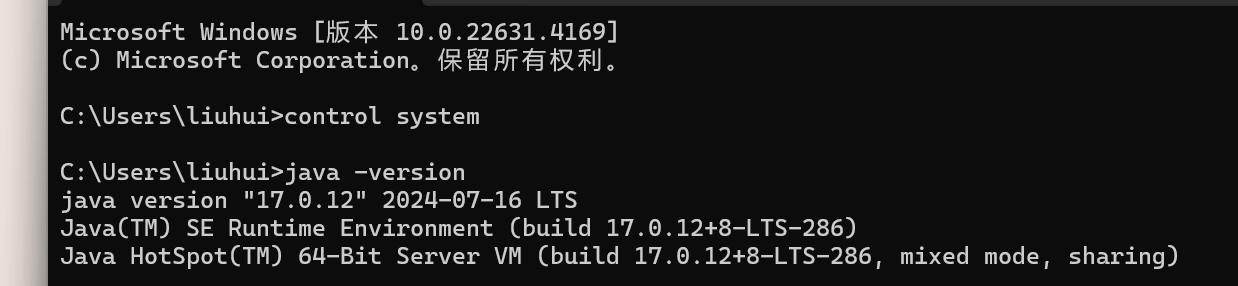 Microsoft Windows [版本 10.0.22631.4169]
(c) Microsoft Corporation。保留所有权利。
C:\Users\liuhui>control system
C:\Users\liuhui>java -version
java version "17.0.12" 2024-07-16 LTS
Java(TM) SE Runtime Environment (build 17.0.12+8-LTS-286)
Java HotSpot(TM) 64-Bit Server VM (build 17.0.12+8-LTS-286, mixed mode, sharing)